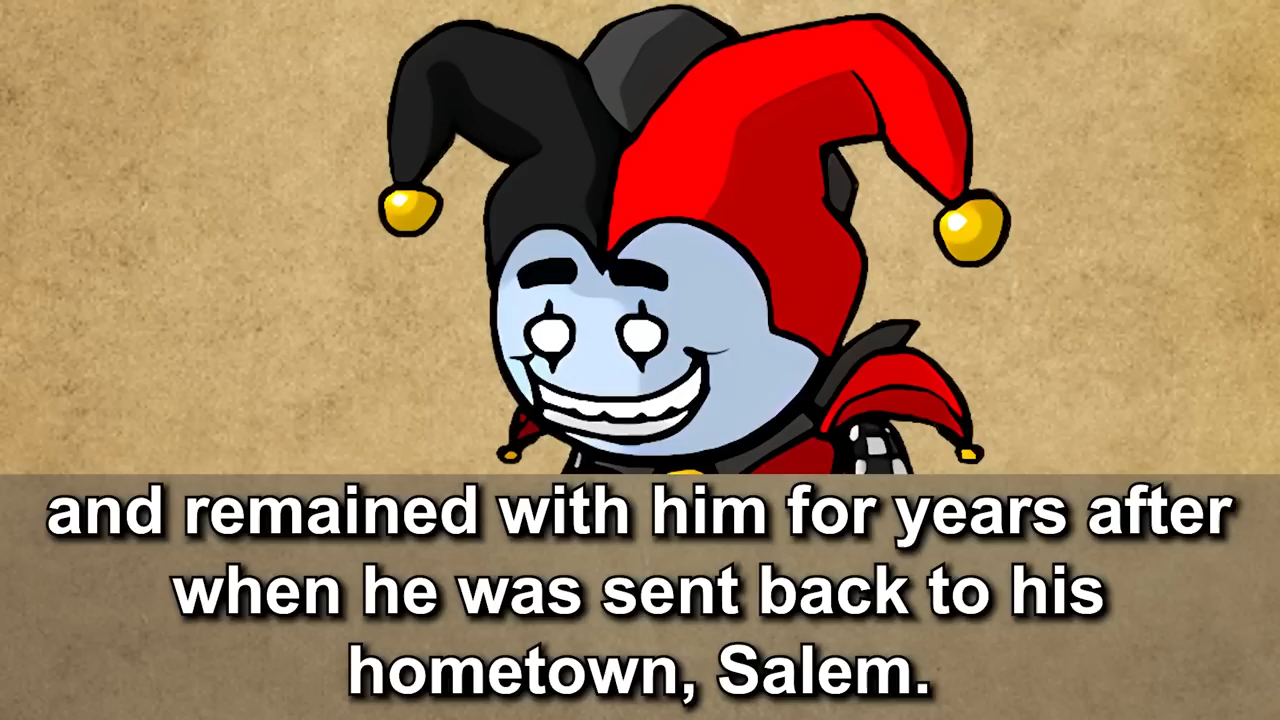 and remained with him for years after
when he was sent back to his
hometown, Salem.